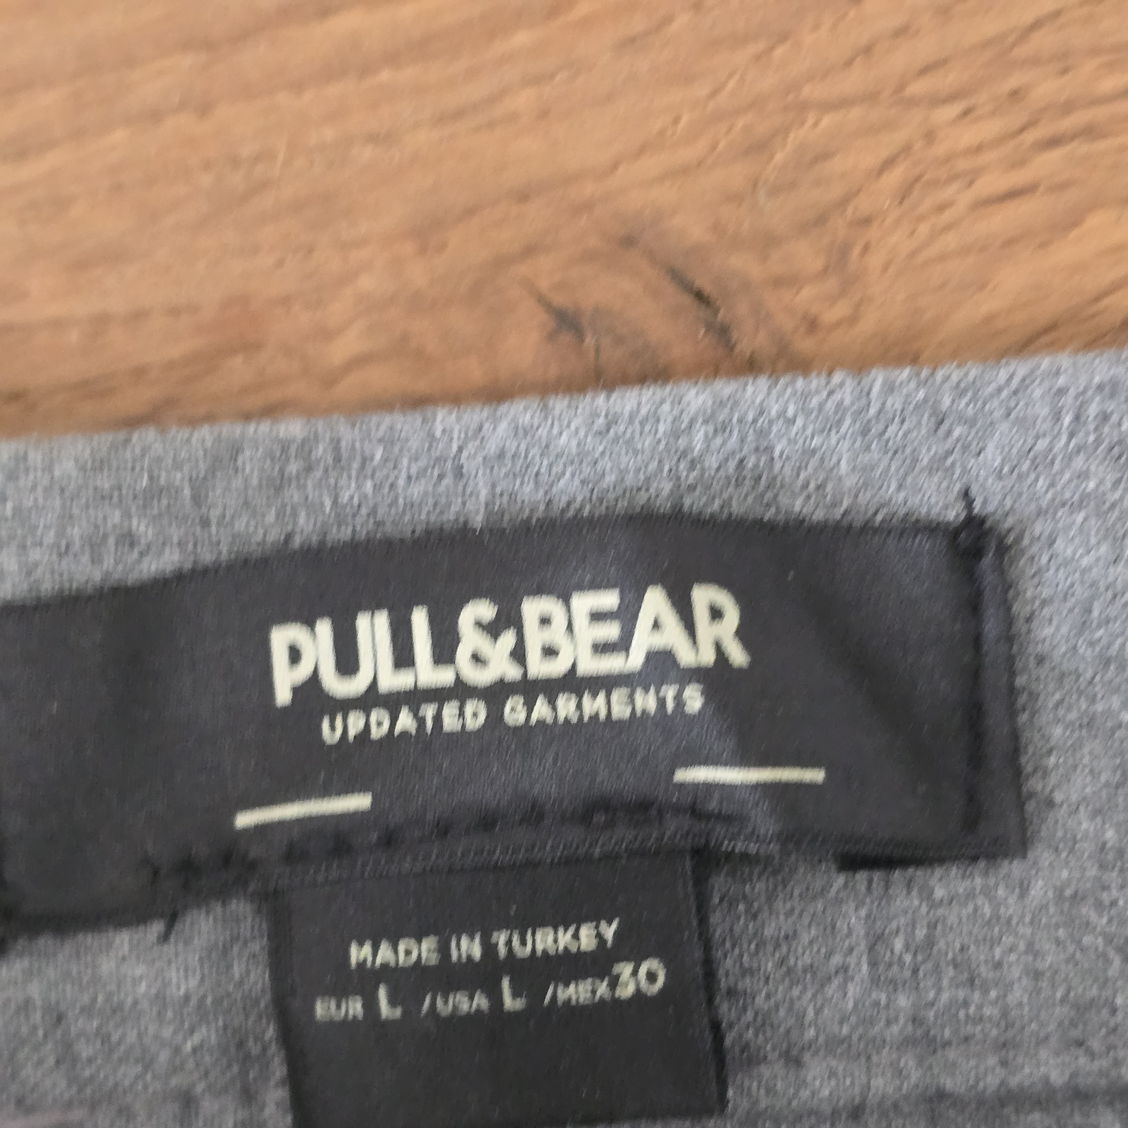 PULL&BEAR
UPDATED GARMENTS
MADE IN TURKEY
EUR L /USA L /MEX30